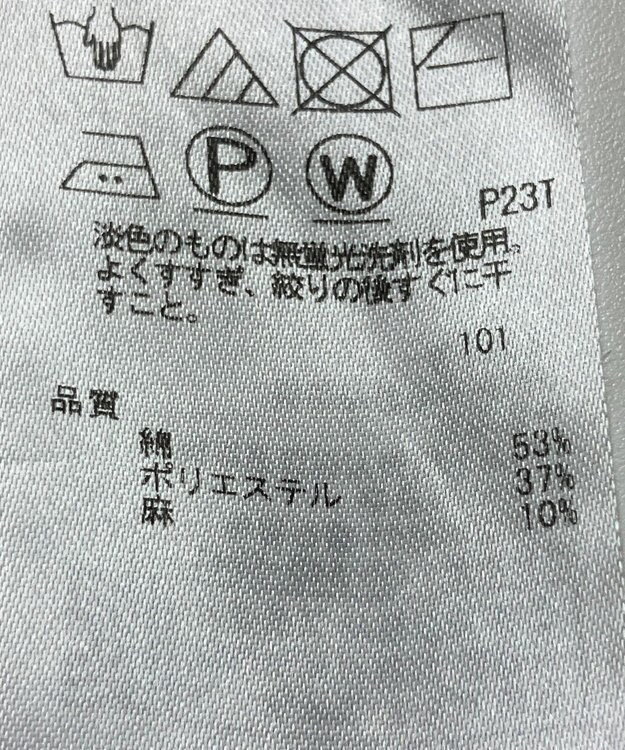 P
W
P23T
淡色のものは無蛍光洗剤を使用。
よくすすぎ、絞りの後すぐに干
すこと。
101
品質
綿 53%
ポリエステル 37%
麻 10%